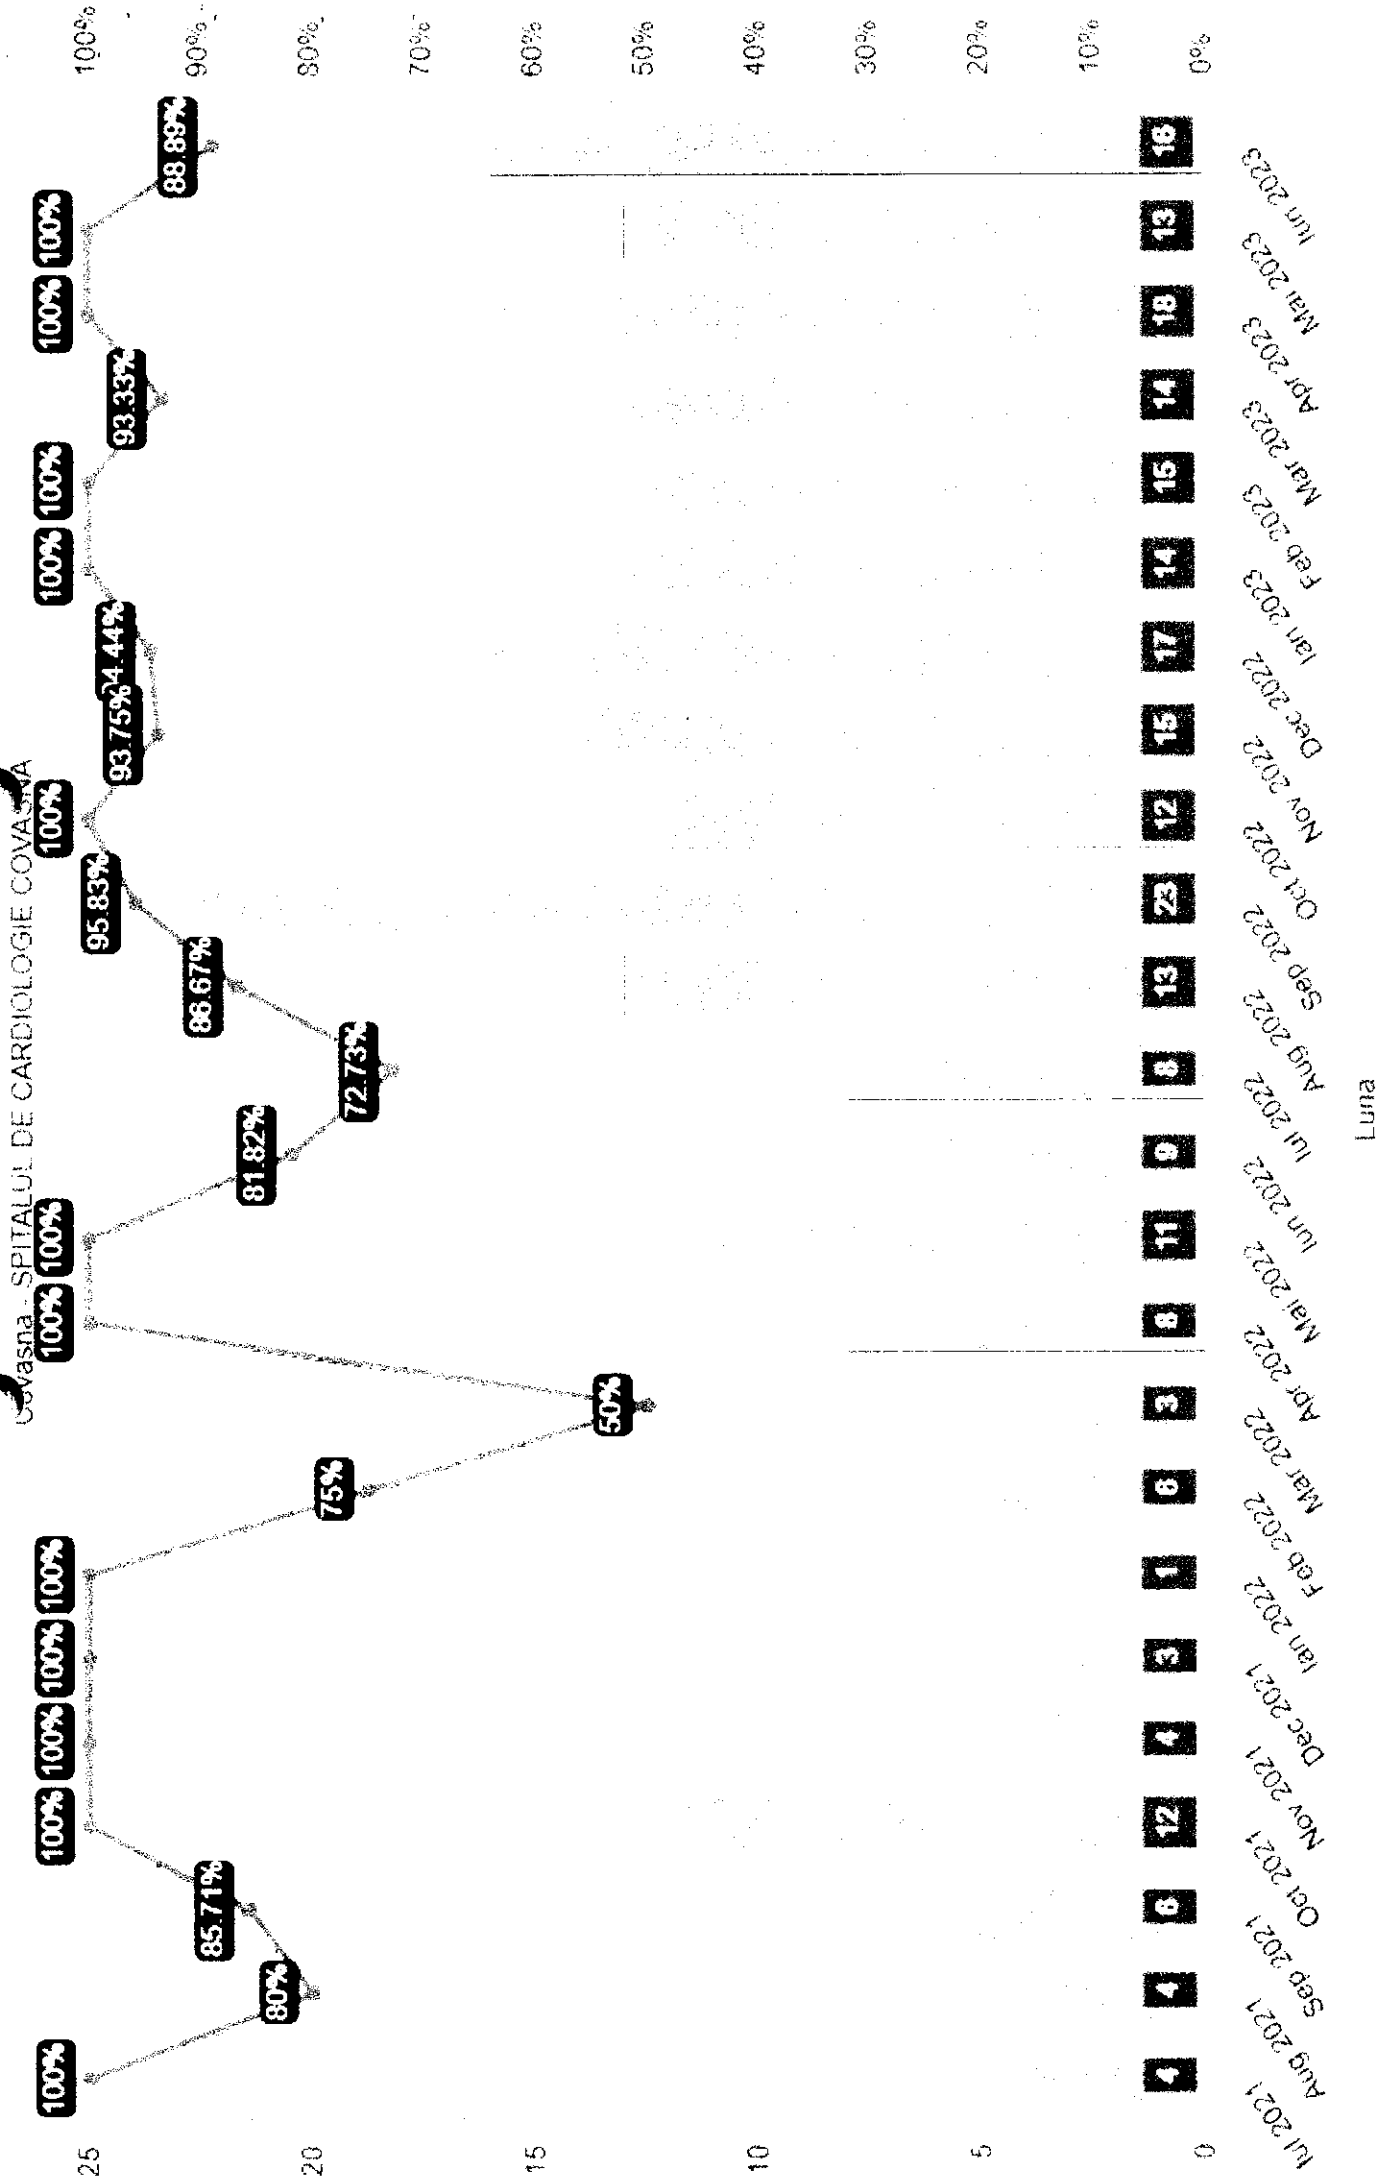 Covasna - SPITALUL DE CARDIOLOGIE COVASNA
100%
80%
85.71%
100%
100%
100%
100%
75%
50%
100%
100%
81.82%
72.73%
86.67%
95.83%
100%
93.75%
94.44%
100%
100%
93.33%
100%
100%
88.89%
25
20
15
10
5
0
100%
90%
80%
70%
60%
50%
40%
30%
20%
10%
0%
4
4
6
12
4
3
1
6
3
8
11
9
8
13
23
12
15
17
14
15
14
18
13
16
Iul 2021
Aug 2021
Sep 2021
Oct 2021
Nov 2021
Dec 2021
Ian 2022
Feb 2022
Mar 2022
Apr 2022
Mai 2022
Iun 2022
Iul 2022
Aug 2022
Sep 2022
Oct 2022
Nov 2022
Dec 2022
Ian 2023
Feb 2023
Mar 2023
Apr 2023
Mai 2023
Iun 2023
Luna